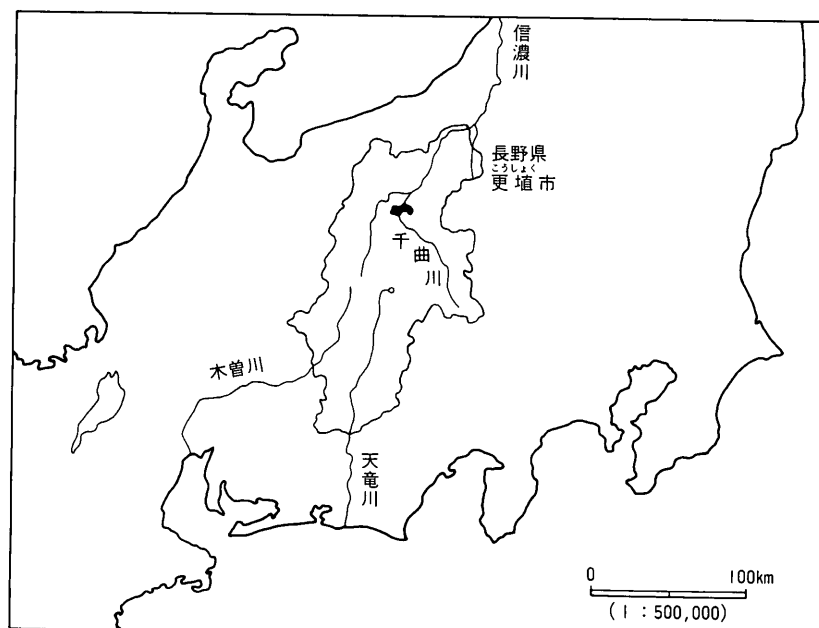 信濃川
長野県
こうしょく
更埴市
千曲川
木曽川
天竜川
0 100km
(1:500,000)